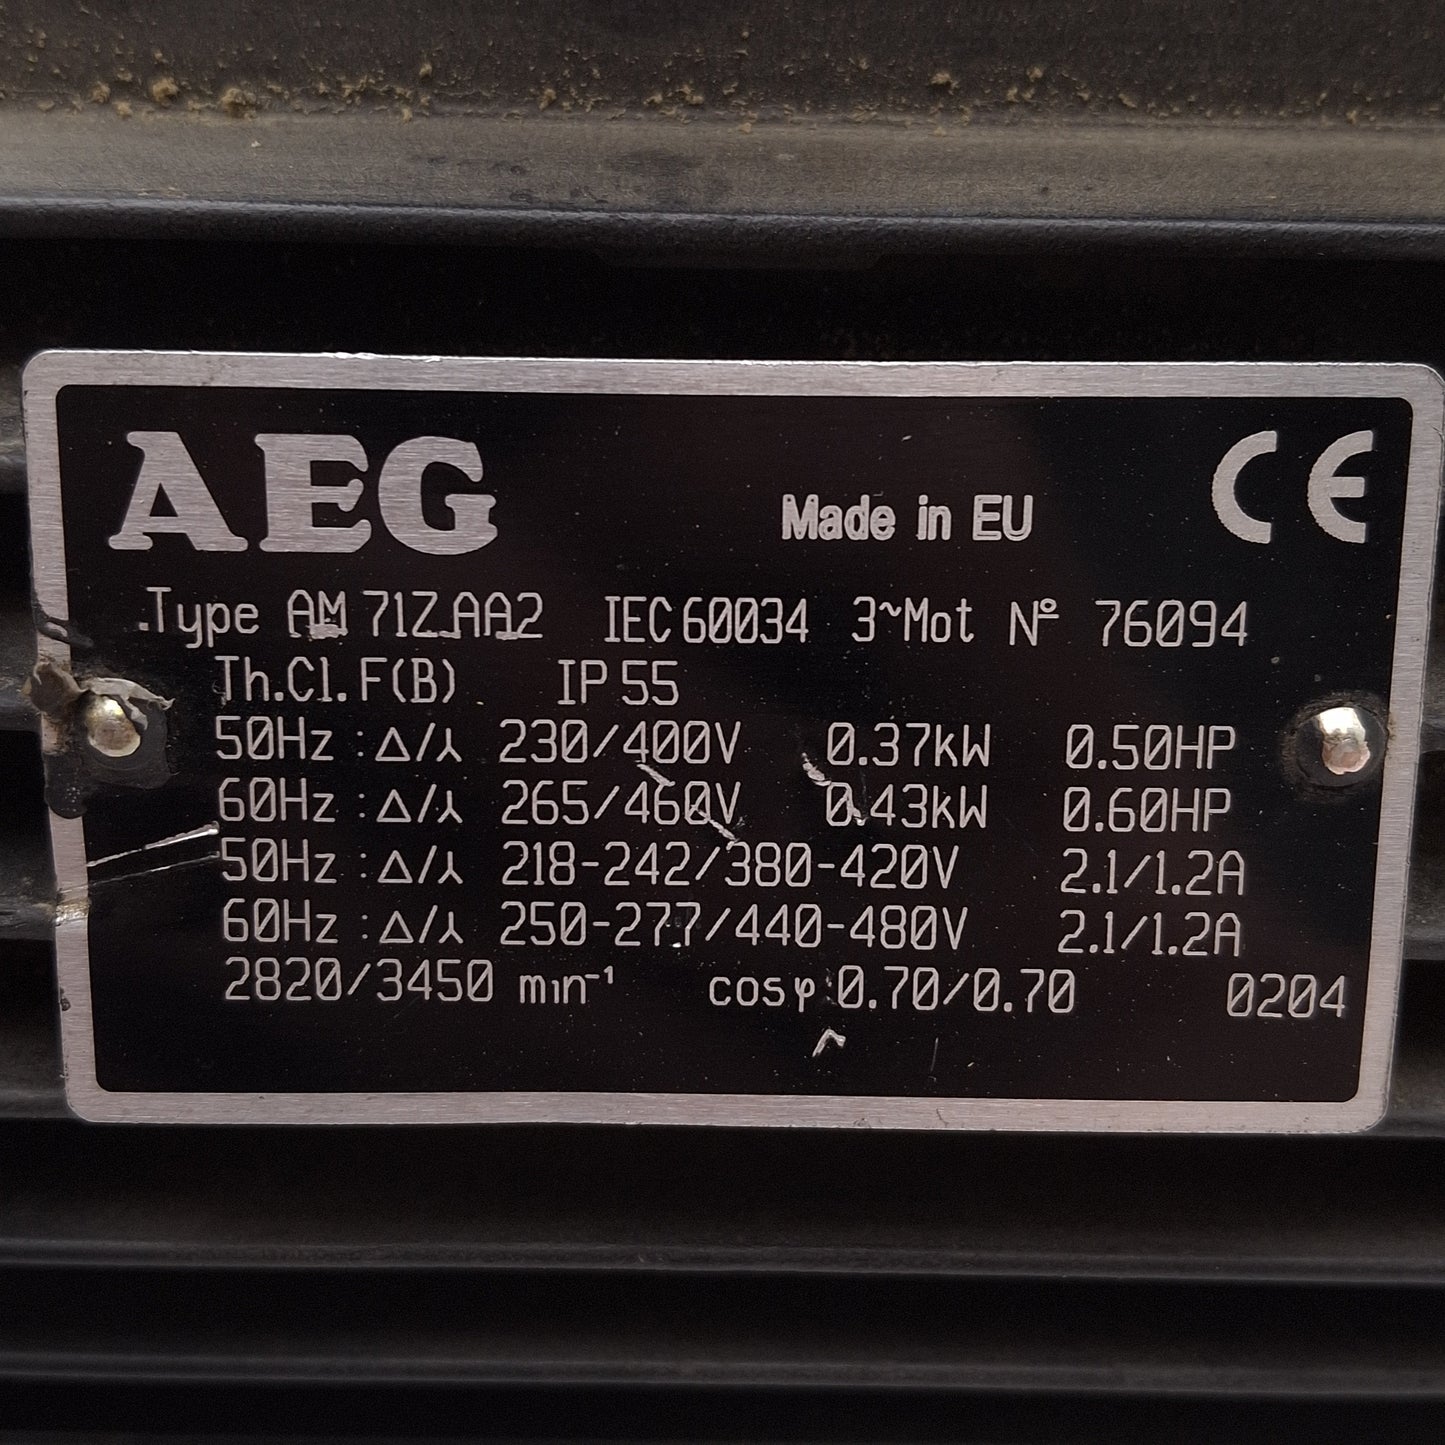 AEG
Made in EU
CE
Type AM 71Z AA2 IEC 60034 3~Mot Nº 76094
Th.Cl. F(B) IP 55
50Hz : Δ/⅄ 230/400V 0.37kW 0.50HP
60Hz : Δ/⅄ 265/460V 0.43kW 0.60HP
50Hz : Δ/⅄ 218-242/380-420V 2.1/1.2A
60Hz : Δ/⅄ 250-277/440-480V 2.1/1.2A
2820/3450 min⁻¹ cosφ:0.70/0.70 0204